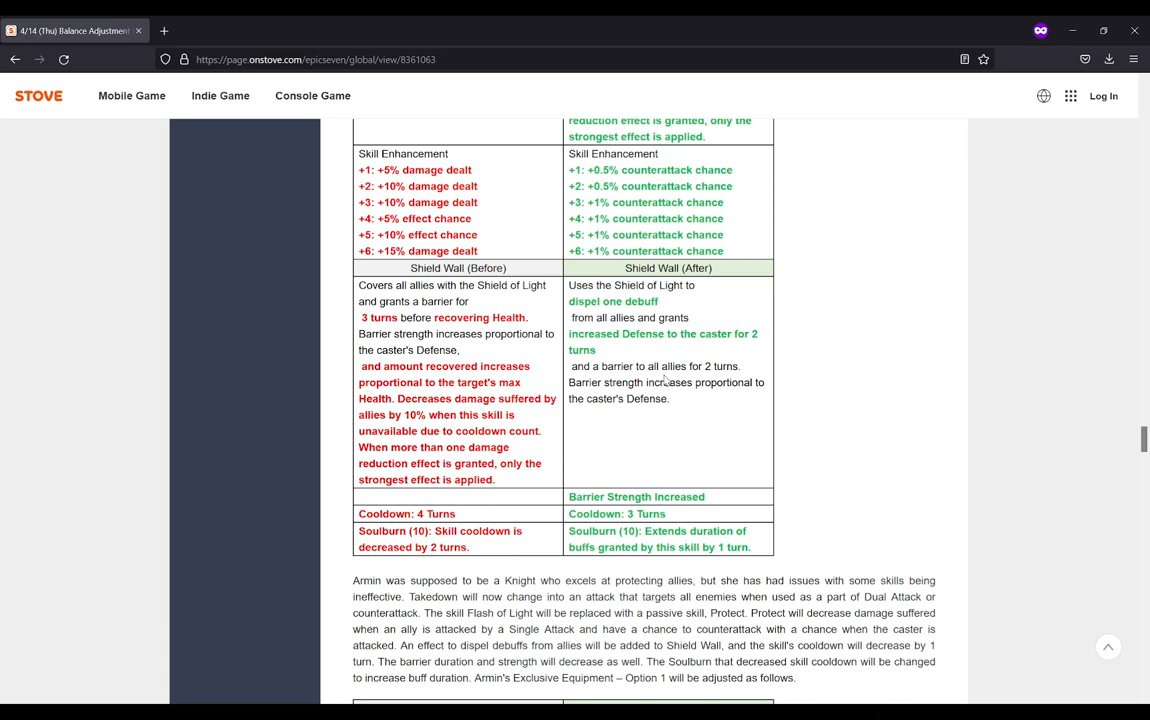 4/14 (Thu) Balance Adjustment
https://page.onstove.com/epicseven/global/view/8361063
STOVE Mobile Game Indie Game Console Game Log In
reduction effect is granted, only the
strongest effect is applied.
Skill Enhancement
+1: +5% damage dealt
+2: +10% damage dealt
+3: +10% damage dealt
+4: +5% effect chance
+5: +10% effect chance
+6: +15% damage dealt
Skill Enhancement
+1: +0.5% counterattack chance
+2: +0.5% counterattack chance
+3: +1% counterattack chance
+4: +1% counterattack chance
+5: +1% counterattack chance
+6: +1% counterattack chance
Shield Wall (Before)
Shield Wall (After)
Covers all allies with the Shield of Light
and grants a barrier for
3 turns before recovering Health.
Barrier strength increases proportional to
the caster's Defense,
and amount recovered increases
proportional to the target's max
Health. Decreases damage suffered by
allies by 10% when this skill is
unavailable due to cooldown count.
When more than one damage
reduction effect is granted, only the
strongest effect is applied.
Uses the Shield of Light to
dispel one debuff
from all allies and grants
increased Defense to the caster for 2
turns
and a barrier to all allies for 2 turns.
Barrier strength increases proportional to
the caster's Defense.
Barrier Strength Increased
Cooldown: 4 Turns
Cooldown: 3 Turns
Soulburn (10): Skill cooldown is
decreased by 2 turns.
Soulburn (10): Extends duration of
buffs granted by this skill by 1 turn.
Armin was supposed to be a Knight who excels at protecting allies, but she has had issues with some skills being
ineffective. Takedown will now change into an attack that targets all enemies when used as a part of Dual Attack or
counterattack. The skill Flash of Light will be replaced with a passive skill, Protect. Protect will decrease damage suffered
when an ally is attacked by a Single Attack and have a chance to counterattack with a chance when the caster is
attacked. An effect to dispel debuffs from allies will be added to Shield Wall, and the skill's cooldown will decrease by 1
turn. The barrier duration and strength will decrease as well. The Soulburn that decreased skill cooldown will be changed
to increase buff duration. Armin's Exclusive Equipment – Option 1 will be adjusted as follows.